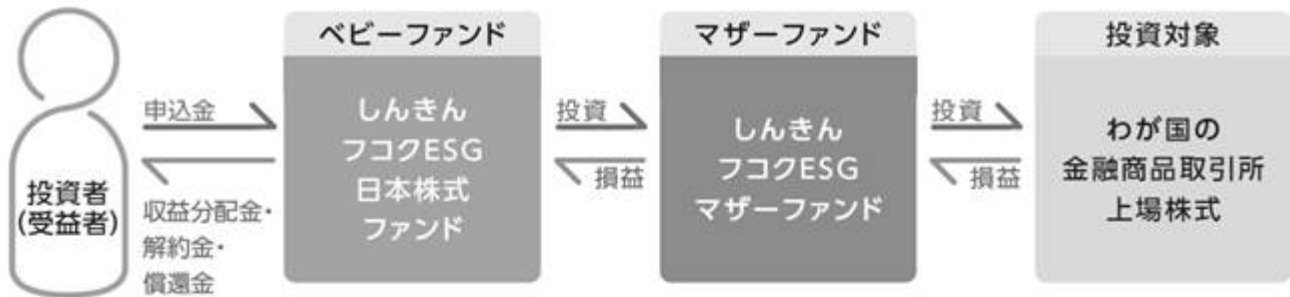 投資者
(受益者)
申込金
収益分配金・
解約金・
償還金
ベビーファンド
しんきん
フコクESG
日本株式
ファンド
投資
損益
マザーファンド
しんきん
フコクESG
マザーファンド
投資
損益
投資対象
わが国の
金融商品取引所
上場株式